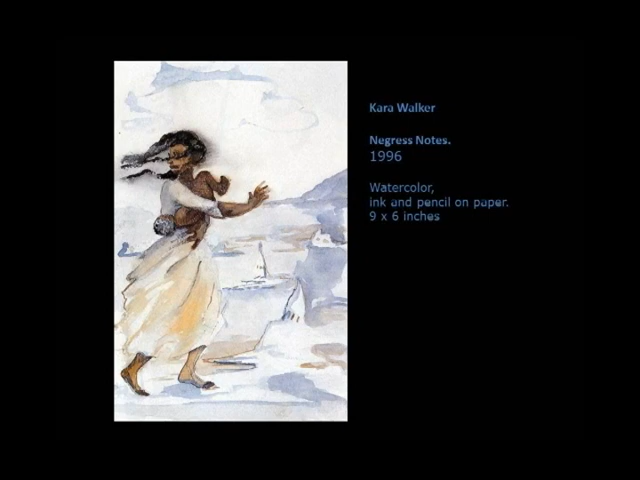 Kara Walker
Negress Notes.
1996
Watercolor,
ink and pencil on paper.
9 x 6 inches